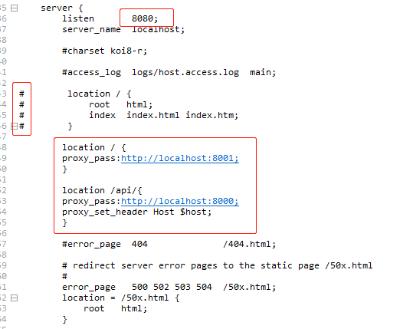 35 server {
36 listen 8080;
37 server_name localhost;
38
39 #charset koi8-r;
40
41 #access_log logs/host.access.log main;
42
43 # location / {
44 # root html;
45 # index index.html index.htm;
46 # }
47
48 location / {
49 proxy_pass:http://localhost:8001;
50 }
51
52 location /api/{
53 proxy_pass:http://localhost:8000;
54 proxy_set_header Host $host;
55 }
56
57 #error_page 404 /404.html;
58
59 # redirect server error pages to the static page /50x.html
60 #
61 error_page 500 502 503 504 /50x.html;
62 location = /50x.html {
63 root html;
64 }